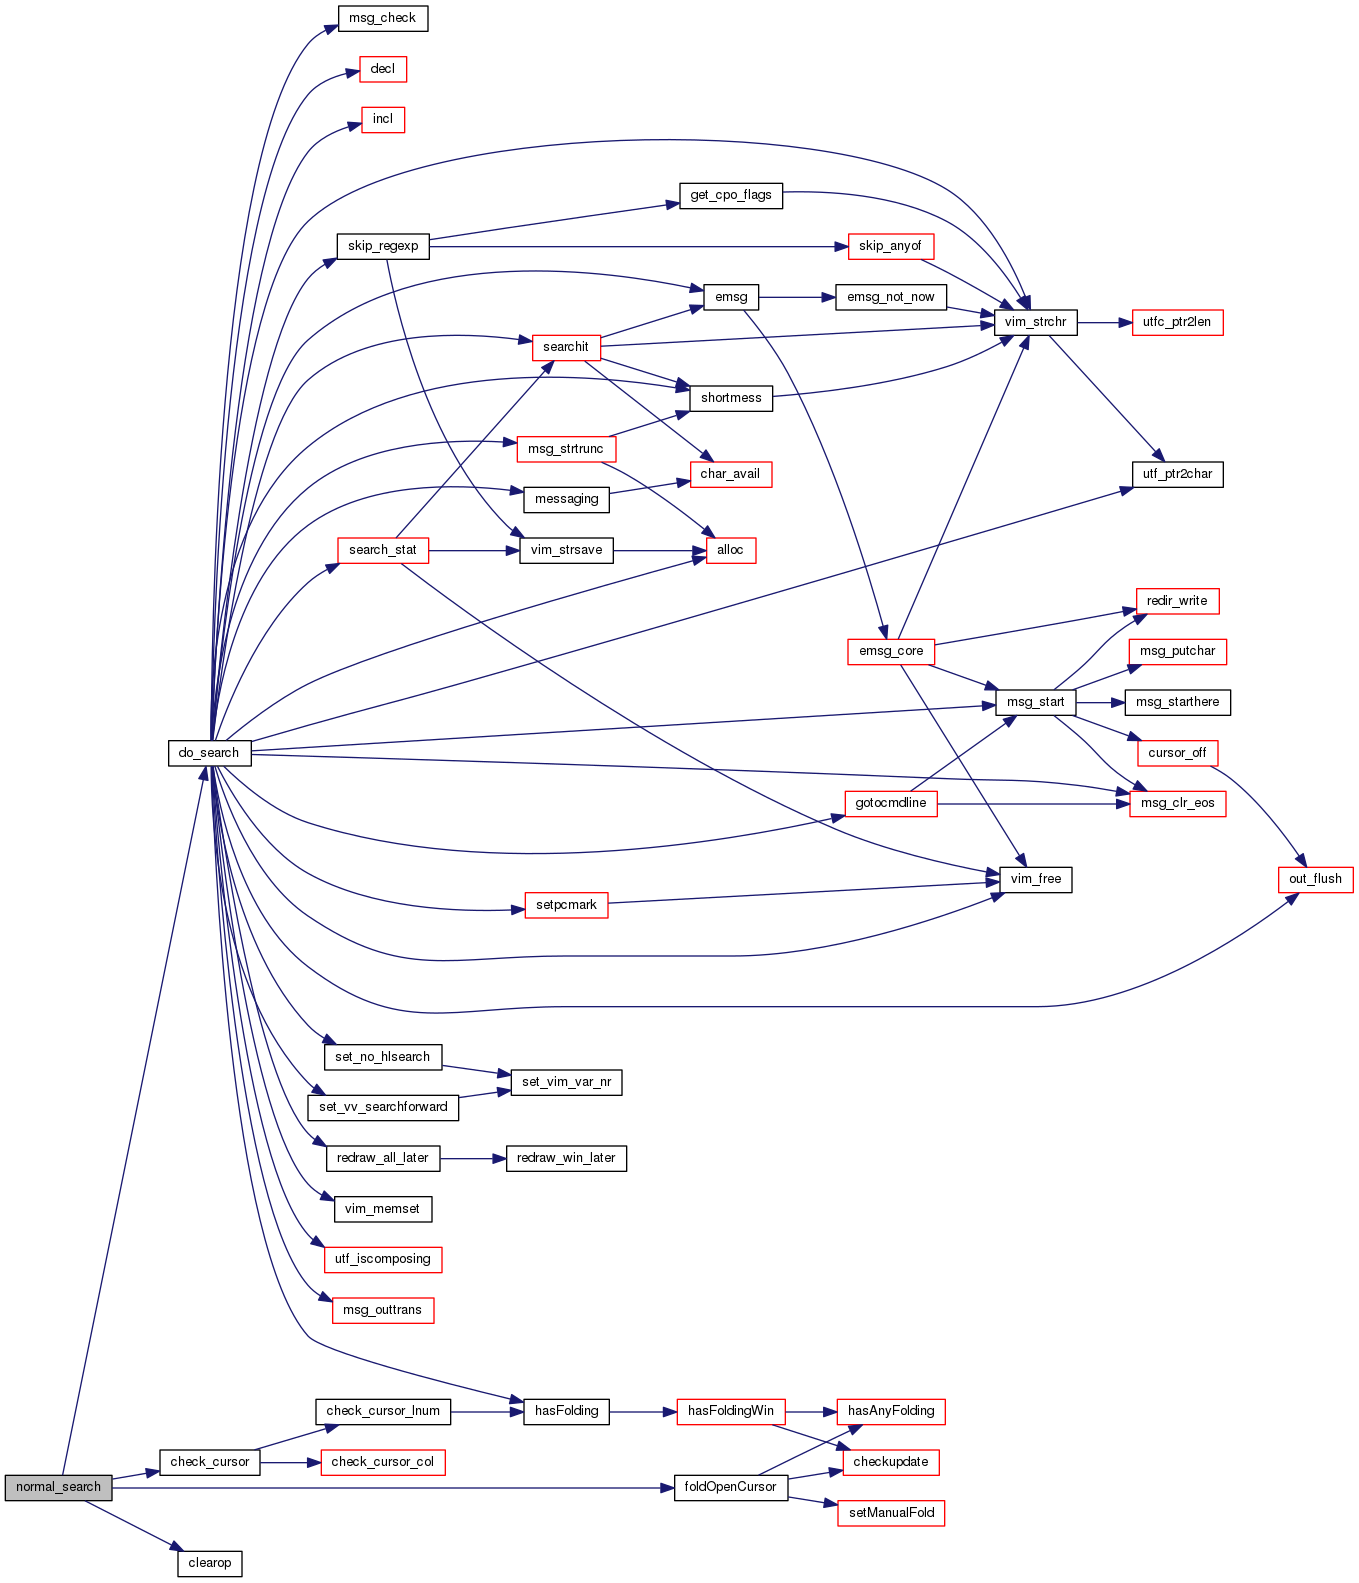 msg_check
decl
incl
get_cpo_flags
skip_regexp
skip_anyof
emsg
emsg_not_now
vim_strchr
utfc_ptr2len
searchit
shortmess
msg_strtrunc
char_avail
utf_ptr2char
messaging
search_stat
vim_strsave
alloc
redir_write
emsg_core
msg_putchar
msg_start
msg_starthere
do_search
cursor_off
gotocmdline
msg_clr_eos
vim_free
out_flush
setpcmark
set_no_hlsearch
set_vim_var_nr
set_vv_searchforward
redraw_all_later
redraw_win_later
vim_memset
utf_iscomposing
msg_outtrans
check_cursor_lnum
hasFolding
hasFoldingWin
hasAnyFolding
check_cursor
check_cursor_col
checkupdate
normal_search
foldOpenCursor
setManualFold
clearop